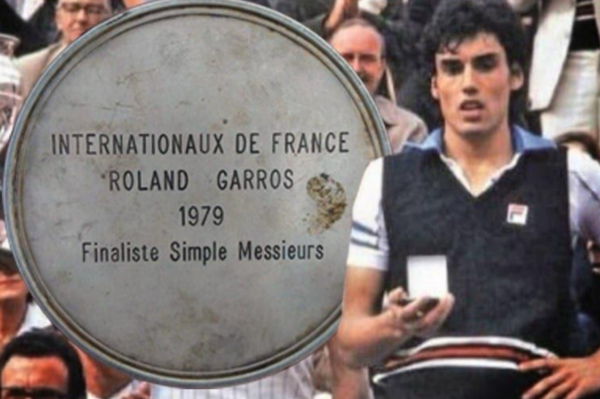 INTERNATIONAUX DE FRANCE
ROLAND GARROS
1979
Finaliste Simple Messieurs